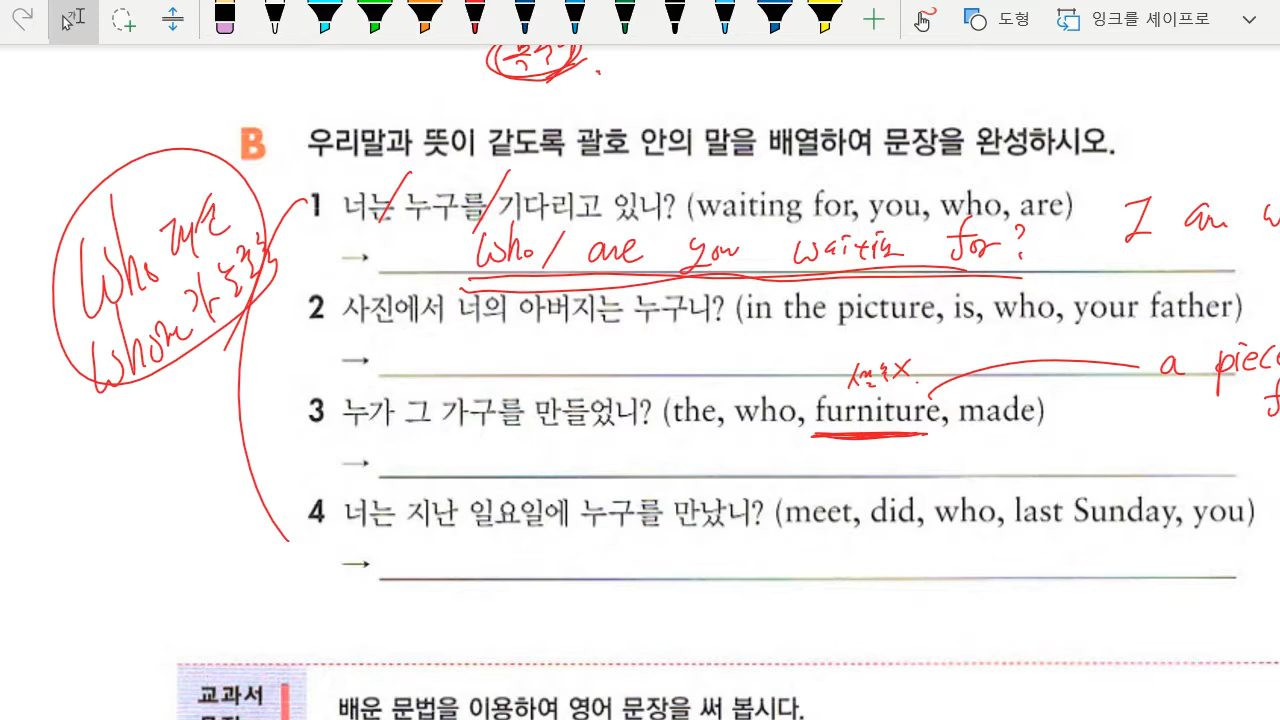 도형
잉크를 셰이프로
B 우리말과 뜻이 같도록 괄호 안의 말을 배열하여 문장을 완성하시오.
1 너는 누구를 기다리고 있니? (waiting for, you, who, are)
I am
→ Who are you waiting for?
Who
whom 가
2 사진에서 너의 아버지는 누구니? (in the picture, is, who, your father)
→
셀 수 X.
a piece
3 누가 그 가구를 만들었니? (the, who, furniture, made)
→
4 너는 지난 일요일에 누구를 만났니? (meet, did, who, last Sunday, you)
→
교과서
배운 문법을 이용하여 영어 문장을 써 봅시다.